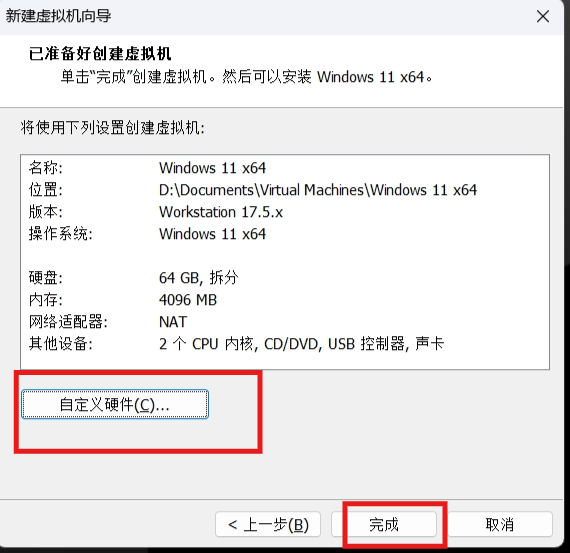 新建虚拟机向导
已准备好创建虚拟机
单击“完成”创建虚拟机。然后可以安装 Windows 11 x64。
将使用下列设置创建虚拟机:
名称: Windows 11 x64
位置: D:\Documents\Virtual Machines\Windows 11 x64
版本: Workstation 17.5.x
操作系统: Windows 11 x64
硬盘: 64 GB, 拆分
内存: 4096 MB
网络适配器: NAT
其他设备: 2 个 CPU 内核, CD/DVD, USB 控制器, 声卡
自定义硬件(C)...
< 上一步(B) 完成 取消